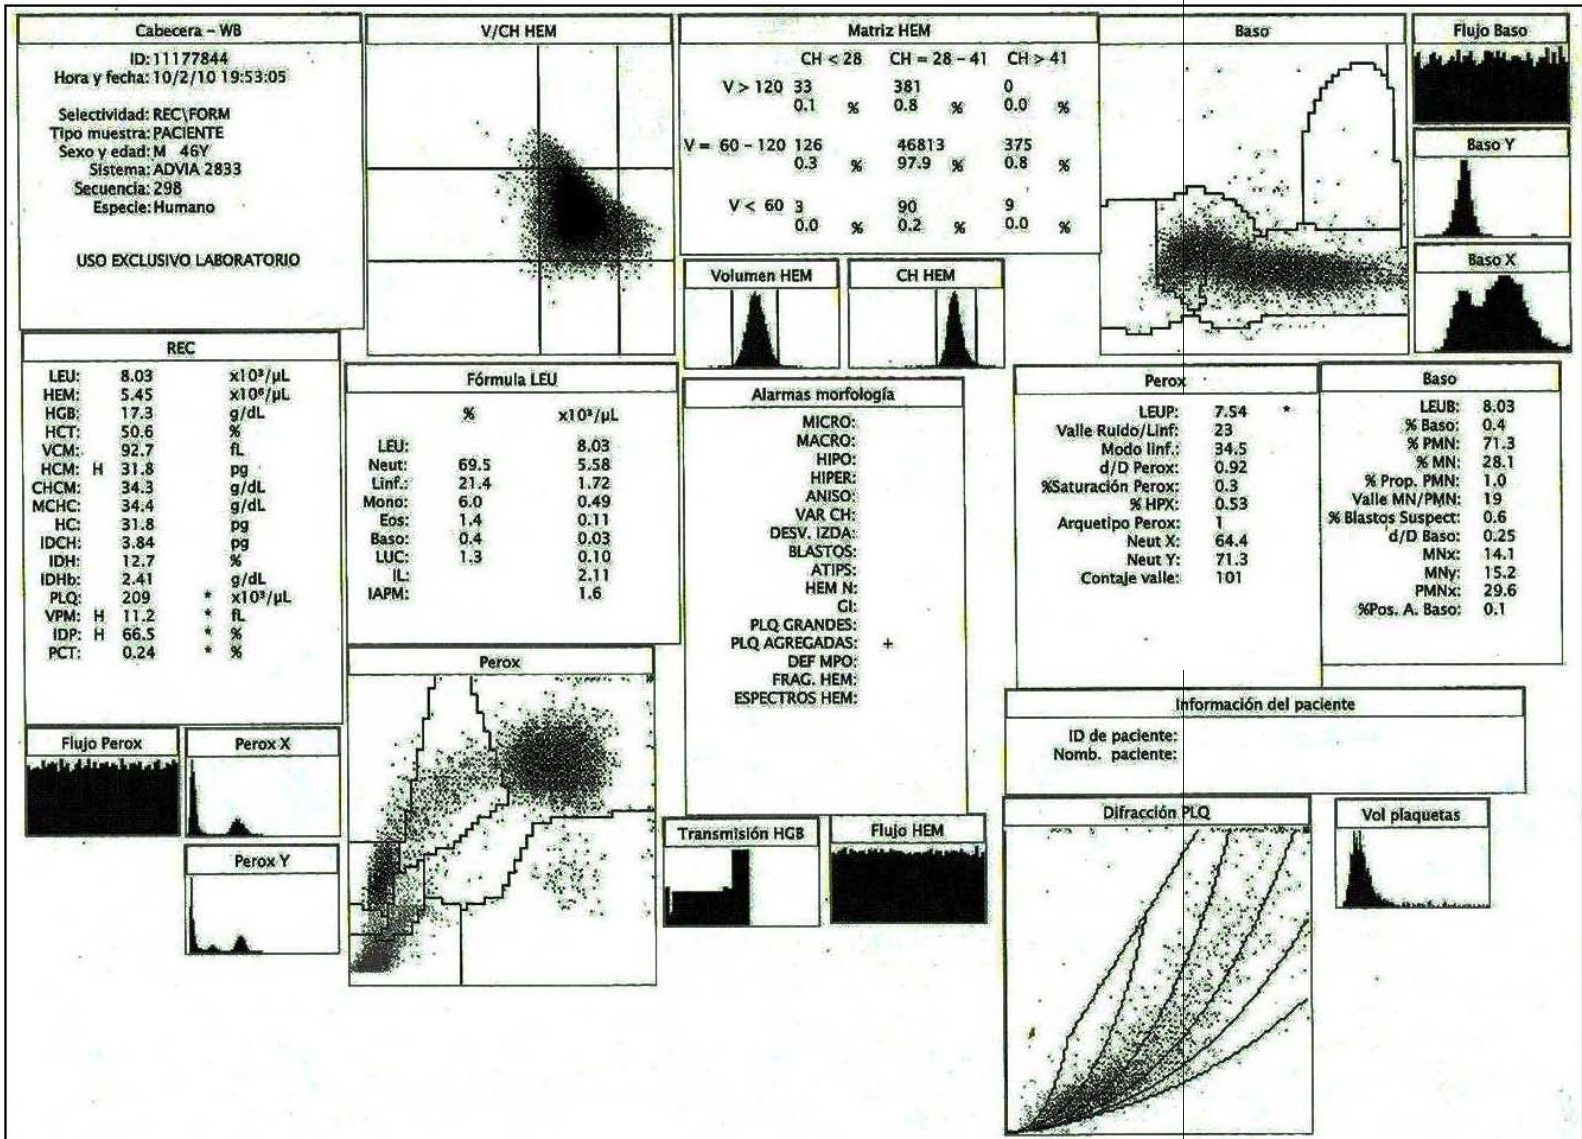 Cabecera – WB
ID: 11177844
Hora y fecha: 10/2/10 19:53:05
Selectividad: REC\FORM
Tipo muestra: PACIENTE
Sexo y edad: M 46Y
Sistema: ADVIA 2833
Secuencia: 298
Especie: Humano
USO EXCLUSIVO LABORATORIO
V/CH HEM
Matriz HEM
CH < 28 CH = 28 – 41 CH > 41
V > 120 33 381 0
0.1 % 0.8 % 0.0 %
V = 60 – 120 126 46813 375
0.3 % 97.9 % 0.8 %
V < 60 3 90 9
0.0 % 0.2 % 0.0 %
Volumen HEM
CH HEM
Baso
Flujo Baso
Baso Y
Baso X
REC
LEU: 8.03 x10³/µL
HEM: 5.45 x10⁶/µL
HGB: 17.3 g/dL
HCT: 50.6 %
VCM: 92.7 fL
HCM: H 31.8 pg
CHCM: 34.3 g/dL
MCHC: 34.4 g/dL
HC: 31.8 pg
IDCH: 3.84 pg
IDH: 12.7 %
IDHb: 2.41 g/dL
PLQ: 209 * x10³/µL
VPM: H 11.2 * fL
IDP: H 66.5 * %
PCT: 0.24 * %
Fórmula LEU
% x10³/µL
LEU: 8.03
Neut: 69.5 5.58
Linf.: 21.4 1.72
Mono: 6.0 0.49
Eos: 1.4 0.11
Baso: 0.4 0.03
LUC: 1.3 0.10
IL: 2.11
IAPM: 1.6
Alarmas morfología
MICRO:
MACRO:
HIPO:
HIPER:
ANISO:
VAR CH:
DESV. IZDA:
BLASTOS:
ATIPS:
HEM N:
GI:
PLQ GRANDES:
PLQ AGREGADAS: +
DEF MPO:
FRAG. HEM:
ESPECTROS HEM:
Perox
LEUP: 7.54 *
Valle Ruido/Linf: 23
Modo linf.: 34.5
d/D Perox: 0.92
%Saturación Perox: 0.3
% HPX: 0.53
Arquetipo Perox: 1
Neut X: 64.4
Neut Y: 71.3
Contaje valle: 101
Baso
LEUB: 8.03
% Baso: 0.4
% PMN: 71.3
% MN: 28.1
% Prop. PMN: 1.0
Valle MN/PMN: 19
% Blastos Suspect: 0.6
d/D Baso: 0.25
MNx: 14.1
MNy: 15.2
PMNx: 29.6
%Pos. A. Baso: 0.1
Perox
Información del paciente
ID de paciente:
Nomb. paciente:
Flujo Perox
Perox X
Perox Y
Transmisión HGB
Flujo HEM
Difracción PLQ
Vol plaquetas